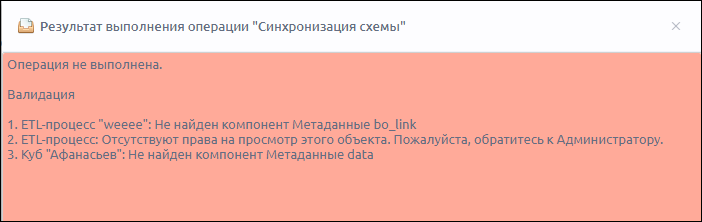 Результат выполнения операции "Синхронизация схемы"
Операция не выполнена.
Валидация
1. ETL-процесс "weeee": Не найден компонент Метаданные bo_link
2. ETL-процесс: Отсутствуют права на просмотр этого объекта. Пожалуйста, обратитесь к Администратору.
3. Куб "Афанасьев": Не найден компонент Метаданные data